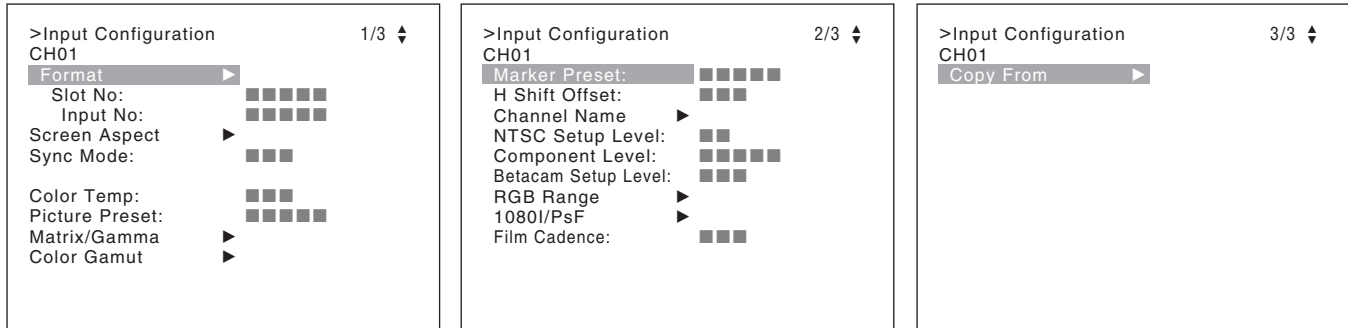 >Input Configuration 1/3
CH01
Format
Slot No:
Input No:
Screen Aspect
Sync Mode:
Color Temp:
Picture Preset:
Matrix/Gamma
Color Gamut
>Input Configuration 2/3
CH01
Marker Preset:
H Shift Offset:
Channel Name
NTSC Setup Level:
Component Level:
Betacam Setup Level:
RGB Range
1080I/PsF
Film Cadence:
>Input Configuration 3/3
CH01
Copy From